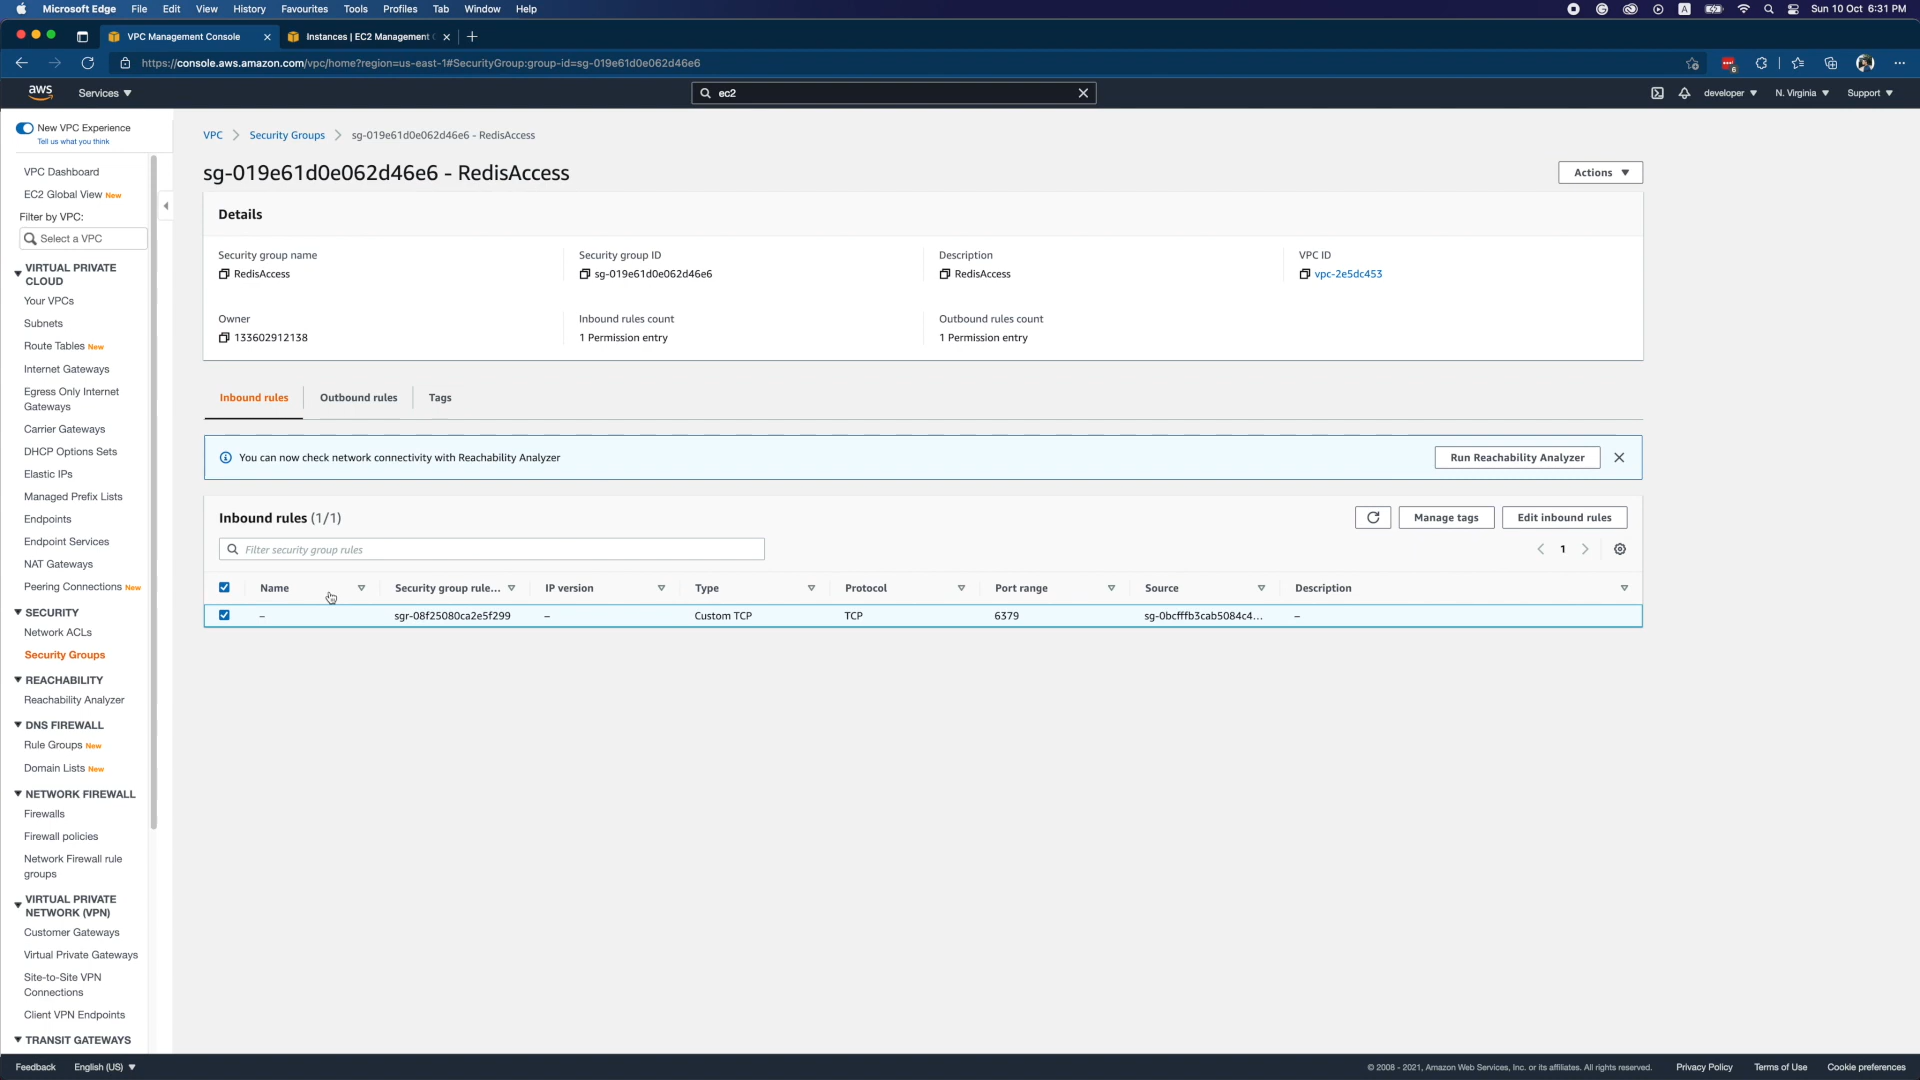 Microsoft Edge File Edit View History Favourites Tools Profiles Tab Window Help A Sun 10 Oct 6:31 PM
VPC Management Console Instances | EC2 Management
https://console.aws.amazon.com/vpc/home?region=us-east-1#SecurityGroup:group-id=sg-019e61d0e062d46e6 6
aws Services ec2 developer N. Virginia Support
New VPC Experience
Tell us what you think
VPC Dashboard
EC2 Global View New
Filter by VPC:
Select a VPC
VIRTUAL PRIVATE
CLOUD
Your VPCs
Subnets
Route Tables New
Internet Gateways
Egress Only Internet
Gateways
Carrier Gateways
DHCP Options Sets
Elastic IPs
Managed Prefix Lists
Endpoints
Endpoint Services
NAT Gateways
Peering Connections New
SECURITY
Network ACLs
Security Groups
REACHABILITY
Reachability Analyzer
DNS FIREWALL
Rule Groups New
Domain Lists New
NETWORK FIREWALL
Firewalls
Firewall policies
Network Firewall rule
groups
VIRTUAL PRIVATE
NETWORK (VPN)
Customer Gateways
Virtual Private Gateways
Site-to-Site VPN
Connections
Client VPN Endpoints
TRANSIT GATEWAYS
VPC Security Groups sg-019e61d0e062d46e6 - RedisAccess
sg-019e61d0e062d46e6 - RedisAccess Actions
Details
Security group name Security group ID Description VPC ID
RedisAccess sg-019e61d0e062d46e6 RedisAccess vpc-2e5dc453
Owner Inbound rules count Outbound rules count
133602912138 1 Permission entry 1 Permission entry
Inbound rules Outbound rules Tags
You can now check network connectivity with Reachability Analyzer Run Reachability Analyzer
Inbound rules (1/1) Manage tags Edit inbound rules
Filter security group rules 1
Name Security group rule... IP version Type Protocol Port range Source Description
– sgr-08f25080ca2e5f299 – Custom TCP TCP 6379 sg-0bcfffb3cab5084c4... –
Feedback English (US) © 2008 - 2021, Amazon Web Services, Inc. or its affiliates. All rights reserved. Privacy Policy Terms of Use Cookie preferences